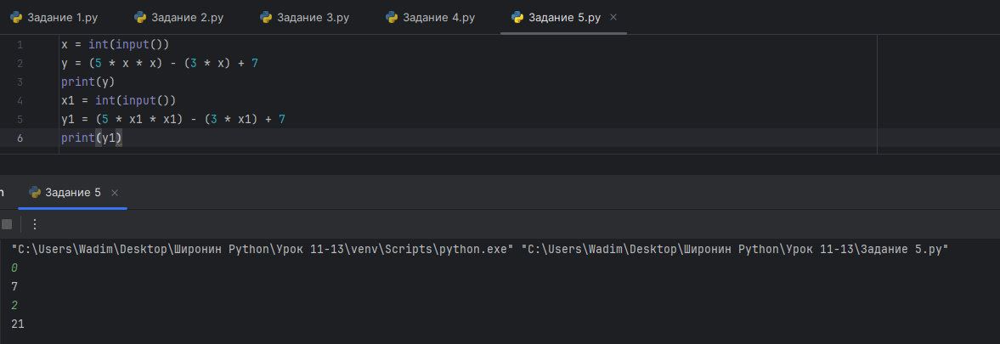 Задание 1.py Задание 2.py Задание 3.py Задание 4.py Задание 5.py
1 x = int(input())
2 y = (5 * x * x) - (3 * x) + 7
3 print(y)
4 x1 = int(input())
5 y1 = (5 * x1 * x1) - (3 * x1) + 7
6 print(y1)
n Задание 5
"C:\Users\Wadim\Desktop\Широнин Python\Урок 11-13\venv\Scripts\python.exe" "C:\Users\Wadim\Desktop\Широнин Python\Урок 11-13\Задание 5.py"
0
7
2
21